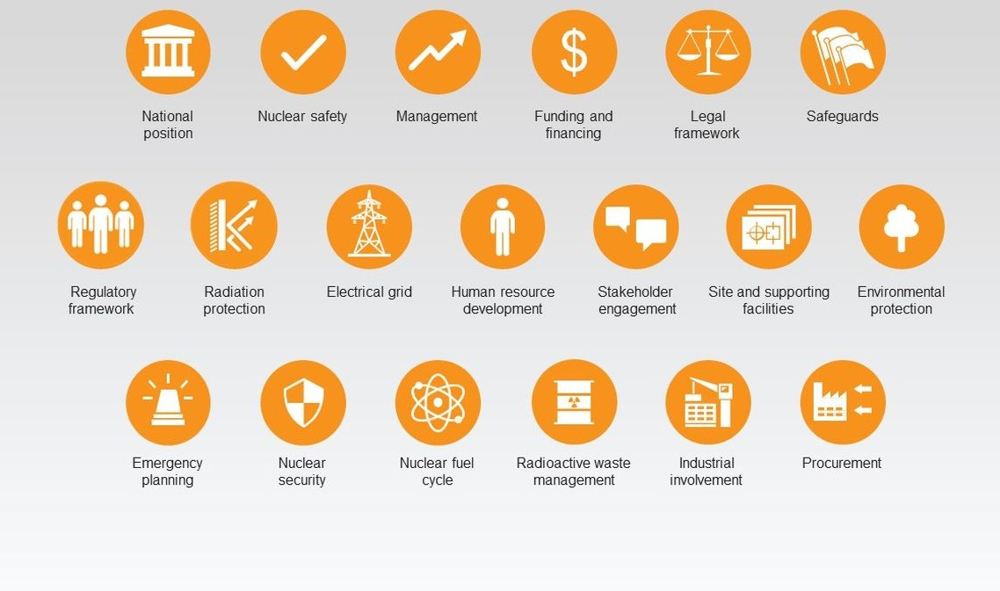 National position
Nuclear safety
Management
Funding and financing
Legal framework
Safeguards
Regulatory framework
Radiation protection
Electrical grid
Human resource development
Stakeholder engagement
Site and supporting facilities
Environmental protection
Emergency planning
Nuclear security
Nuclear fuel cycle
Radioactive waste management
Industrial involvement
Procurement